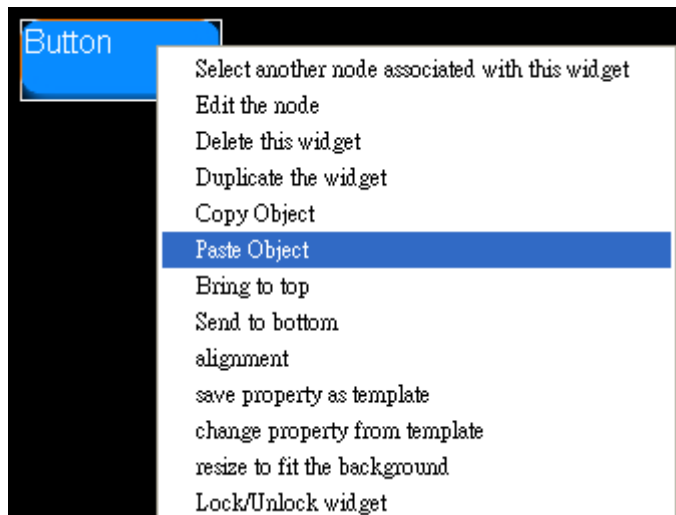 Button
Select another node associated with this widget
Edit the node
Delete this widget
Duplicate the widget
Copy Object
Paste Object
Bring to top
Send to bottom
alignment
save property as template
change property from template
resize to fit the background
Lock/Unlock widget